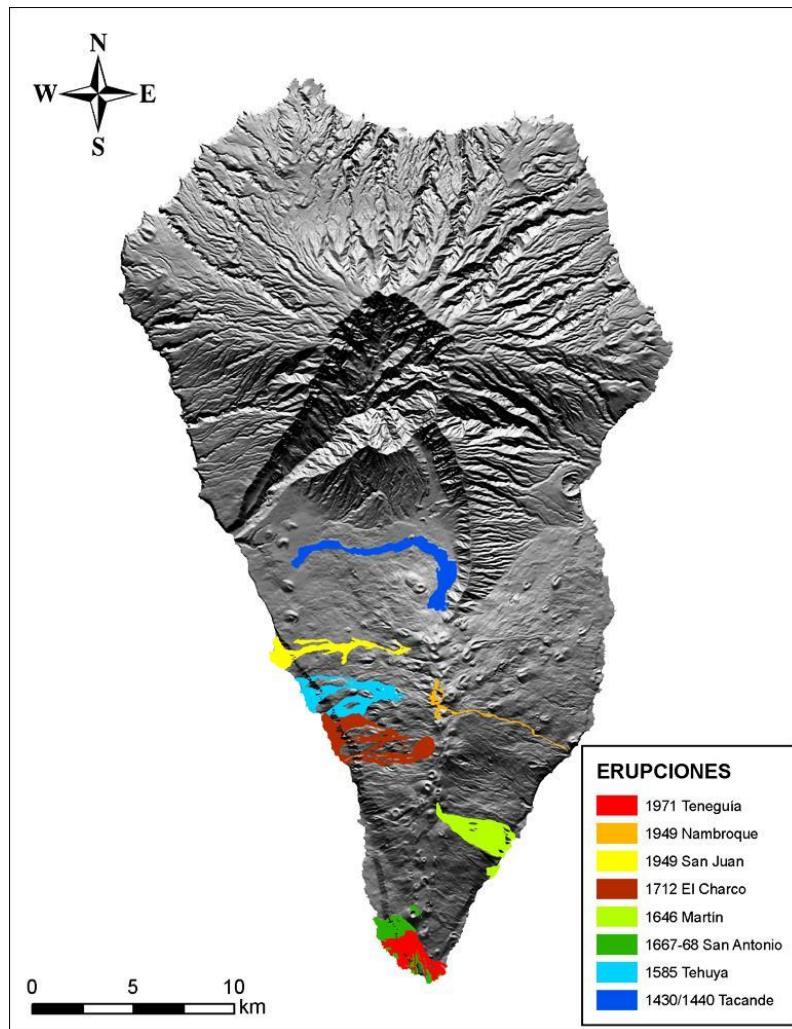 N
W E
S
ERUPCIONES
1971 Teneguía
1949 Nambroque
1949 San Juan
1712 El Charco
1646 Martín
1667-68 San Antonio
1585 Tehuya
1430/1440 Tacande
0 5 10
km